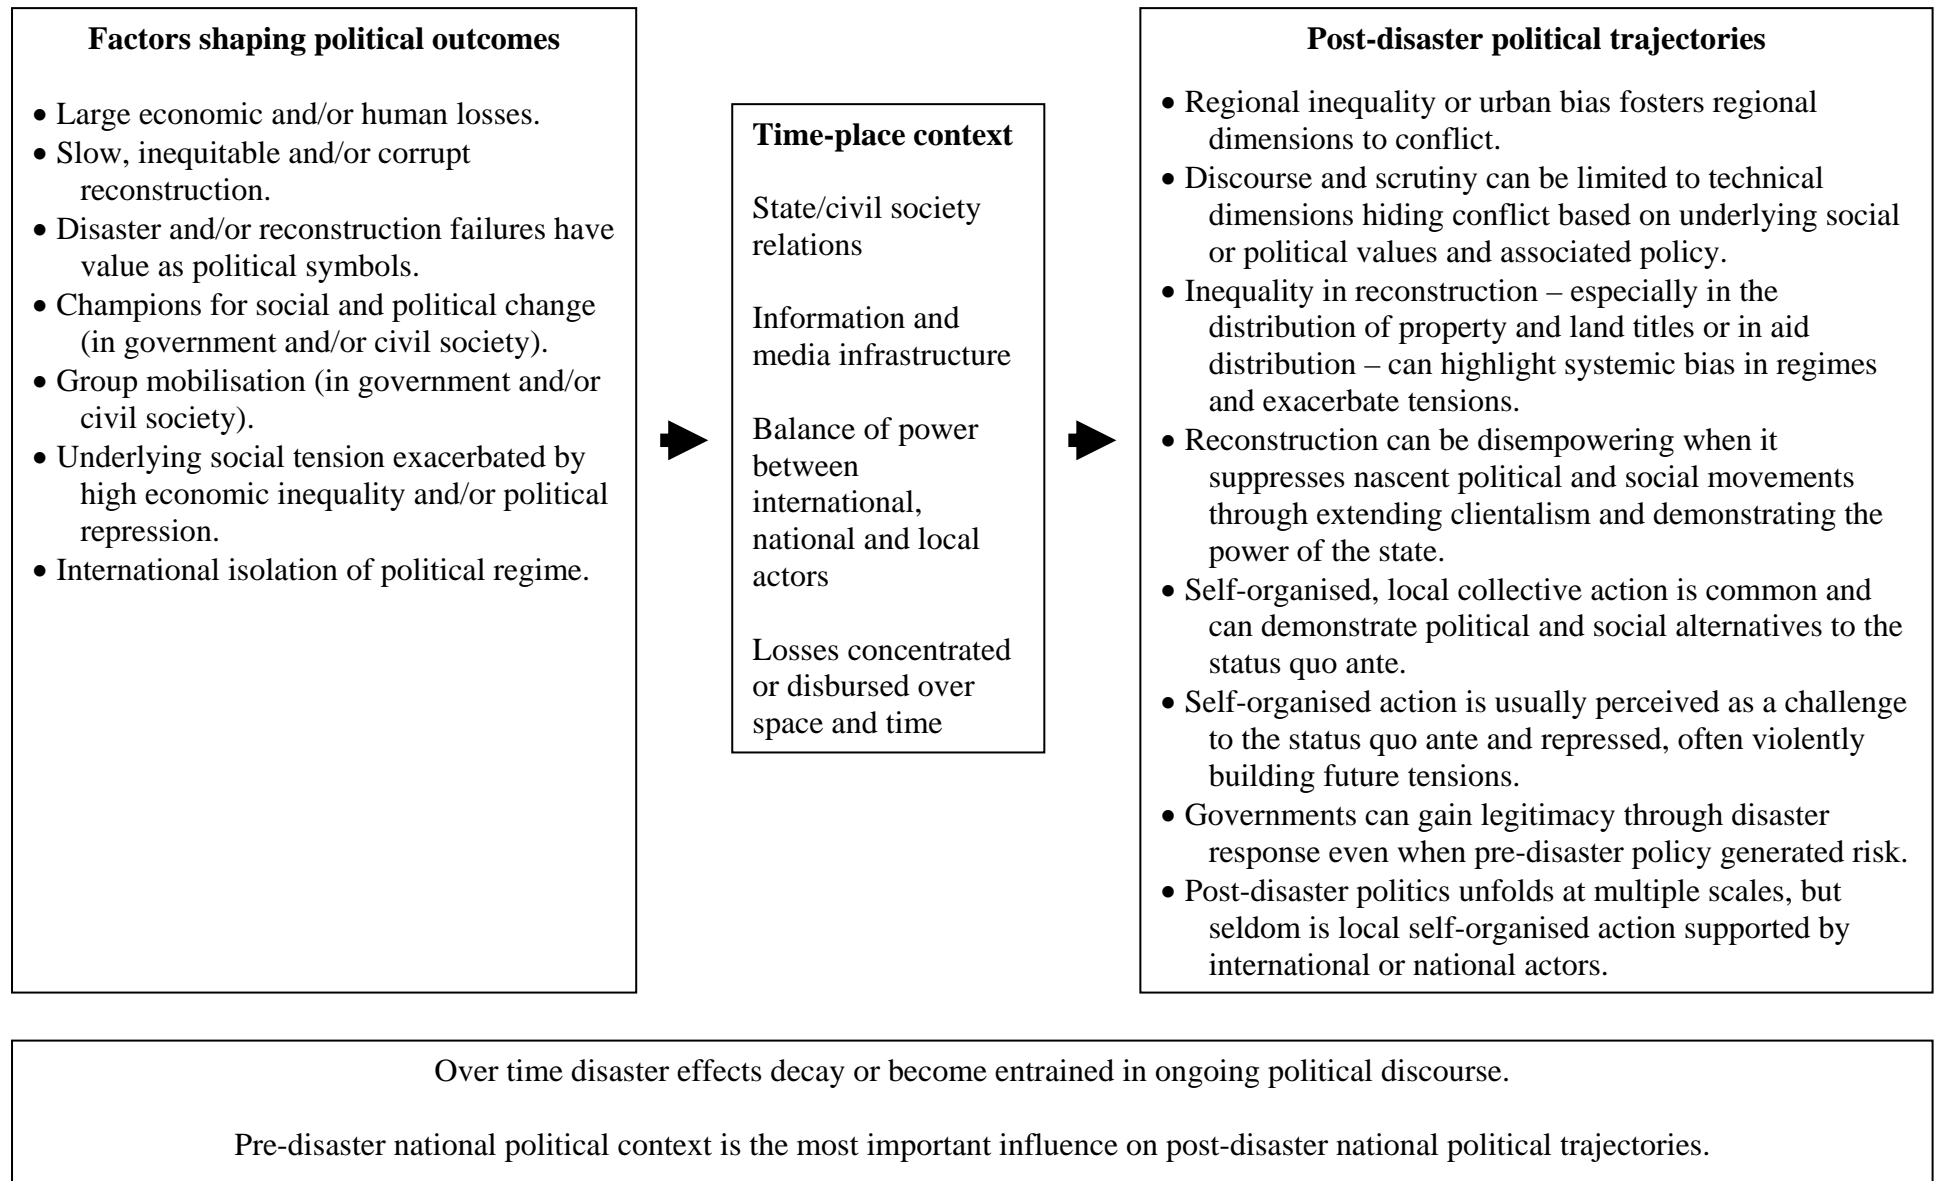 Factors shaping political outcomes
• Large economic and/or human losses.
• Slow, inequitable and/or corrupt
reconstruction.
• Disaster and/or reconstruction failures have
value as political symbols.
• Champions for social and political change
(in government and/or civil society).
• Group mobilisation (in government and/or
civil society).
• Underlying social tension exacerbated by
high economic inequality and/or political
repression.
• International isolation of political regime.
Time-place context
State/civil society
relations
Information and
media infrastructure
Balance of power
between
international,
national and local
actors
Losses concentrated
or disbursed over
space and time
Post-disaster political trajectories
• Regional inequality or urban bias fosters regional
dimensions to conflict.
• Discourse and scrutiny can be limited to technical
dimensions hiding conflict based on underlying social
or political values and associated policy.
• Inequality in reconstruction – especially in the
distribution of property and land titles or in aid
distribution – can highlight systemic bias in regimes
and exacerbate tensions.
• Reconstruction can be disempowering when it
suppresses nascent political and social movements
through extending clientalism and demonstrating the
power of the state.
• Self-organised, local collective action is common and
can demonstrate political and social alternatives to the
status quo ante.
• Self-organised action is usually perceived as a challenge
to the status quo ante and repressed, often violently
building future tensions.
• Governments can gain legitimacy through disaster
response even when pre-disaster policy generated risk.
• Post-disaster politics unfolds at multiple scales, but
seldom is local self-organised action supported by
international or national actors.
Over time disaster effects decay or become entrained in ongoing political discourse.
Pre-disaster national political context is the most important influence on post-disaster national political trajectories.